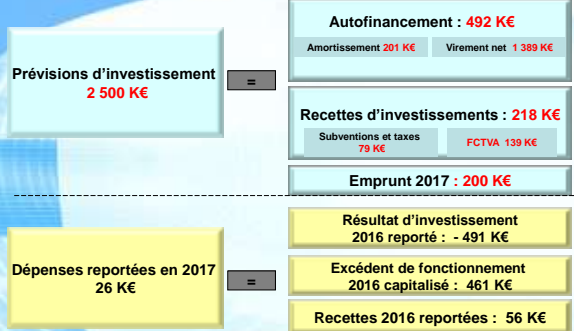 Autofinancement : 492 K€
Amortissement 201 K€
Virement net 1 389 K€
Prévisions d'investissement
2 500 K€
=
Recettes d'investissements : 218 K€
Subventions et taxes
79 K€
FCTVA 139 K€
Emprunt 2017 : 200 K€
Résultat d'investissement
2016 reporté : - 491 K€
Dépenses reportées en 2017
26 K€
=
Excédent de fonctionnement
2016 capitalisé : 461 K€
Recettes 2016 reportées : 56 K€